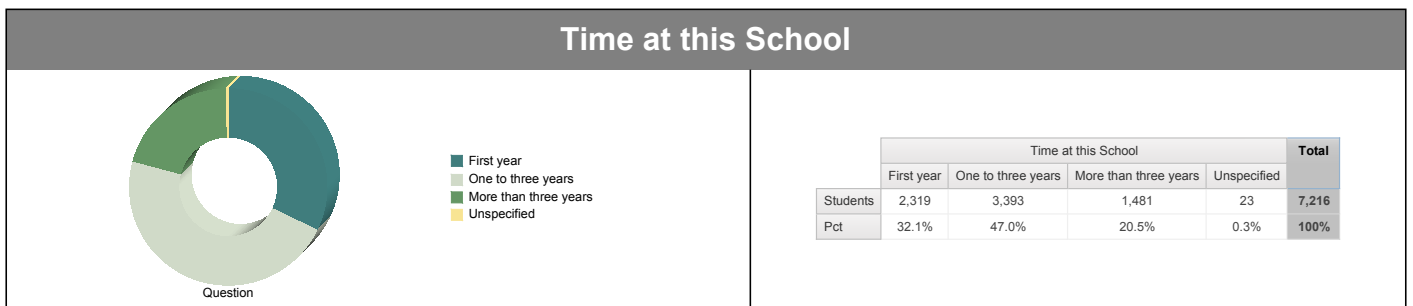 Time at this School
Question
First year
One to three years
More than three years
Unspecified
Time at this School Total
First year One to three years More than three years Unspecified
Students 2,319 3,393 1,481 23 7,216
Pct 32.1% 47.0% 20.5% 0.3% 100%